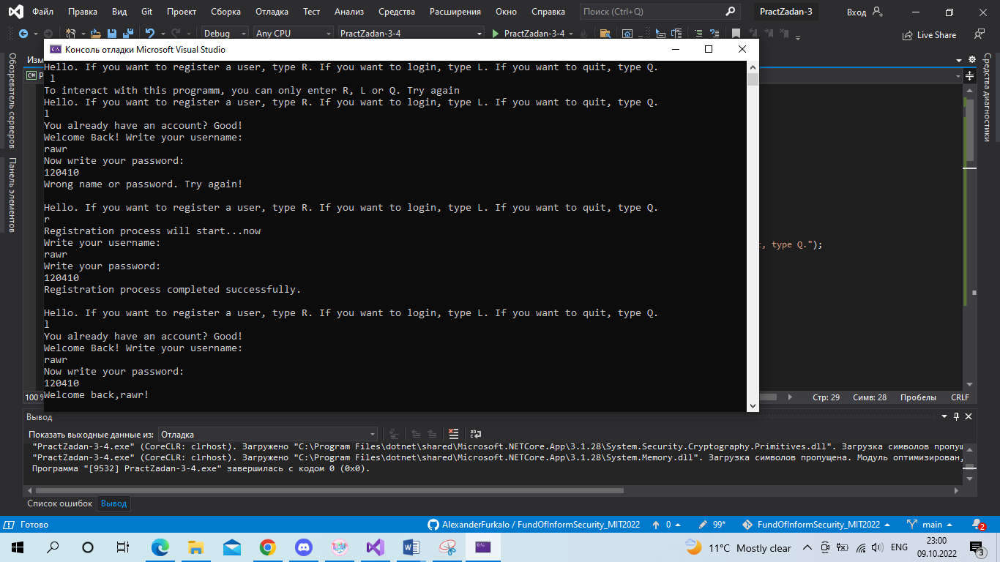 Файл Правка Вид Git Проект Сборка Отладка Тест Анализ Средства Расширения Окно Справка Поиск (Ctrl+Q) PractZadan-3 Вход
Debug Any CPU PractZadan-3-4 PractZadan-3-4 Live Share
Консоль отладки Microsoft Visual Studio
Обозреватель серверов
Панель элементов
Средства диагностики
Hello. If you want to register a user, type R. If you want to login, type L. If you want to quit, type Q.
l
To interact with this programm, you can only enter R, L or Q. Try again
Hello. If you want to register a user, type R. If you want to login, type L. If you want to quit, type Q.
l
You already have an account? Good!
Welcome Back! Write your username:
rawr
Now write your password:
120410
Wrong name or password. Try again!
Hello. If you want to register a user, type R. If you want to login, type L. If you want to quit, type Q.
r
Registration process will start...now
Write your username:
rawr
Write your password:
120410
Registration process completed successfully.
Hello. If you want to register a user, type R. If you want to login, type L. If you want to quit, type Q.
l
You already have an account? Good!
Welcome Back! Write your username:
rawr
Now write your password:
120410
Welcome back,rawr!
, type Q.");
100 % Стр: 29 Симв: 28 Пробелы CRLF
Вывод
Показать выходные данные из: Отладка
"PractZadan-3-4.exe" (CoreCLR: clrhost). Загружено "C:\Program Files\dotnet\shared\Microsoft.NETCore.App\3.1.28\System.Security.Cryptography.Primitives.dll". Загрузка символов
"PractZadan-3-4.exe" (CoreCLR: clrhost). Загружено "C:\Program Files\dotnet\shared\Microsoft.NETCore.App\3.1.28\System.Memory.dll". Загрузка символов пропущена. Модуль оптимизирован,
Программа "[9532] PractZadan-3-4.exe" завершилась с кодом 0 (0x0).
Список ошибок Вывод
Готово AlexanderFurkalo / FundOfInformSecurity_MIT2022 0 99* FundOfInformSecurity_MIT2022 main 2
11°C Mostly clear ENG 23:00
09.10.2022 3